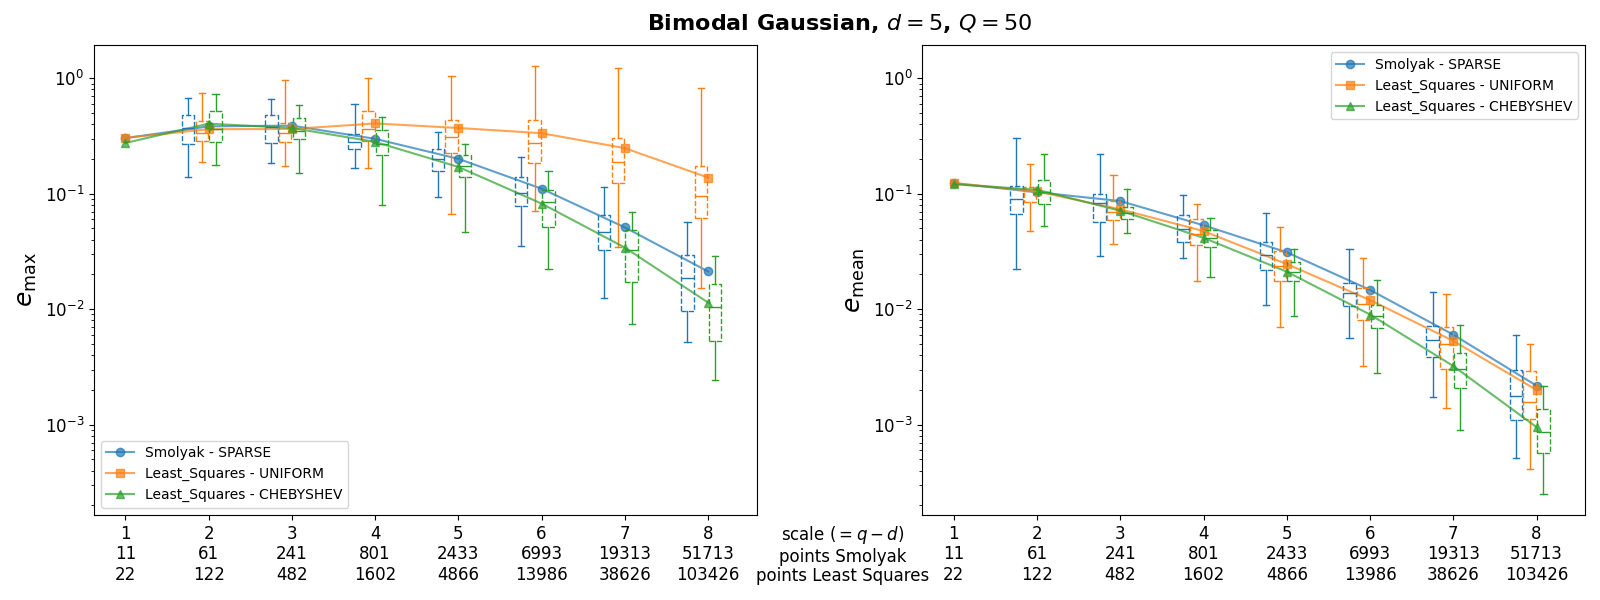 Bimodal Gaussian, d = 5, Q = 50
10⁰
10⁻¹
10⁻²
10⁻³
e_max
Smolyak - SPARSE
Least_Squares - UNIFORM
Least_Squares - CHEBYSHEV
1 2 3 4 5 6 7 8
11 61 241 801 2433 6993 19313 51713
22 122 482 1602 4866 13986 38626 103426
scale (= q − d)
points Smolyak
points Least Squares
10⁰
10⁻¹
10⁻²
10⁻³
e_mean
Smolyak - SPARSE
Least_Squares - UNIFORM
Least_Squares - CHEBYSHEV
1 2 3 4 5 6 7 8
11 61 241 801 2433 6993 19313 51713
22 122 482 1602 4866 13986 38626 103426